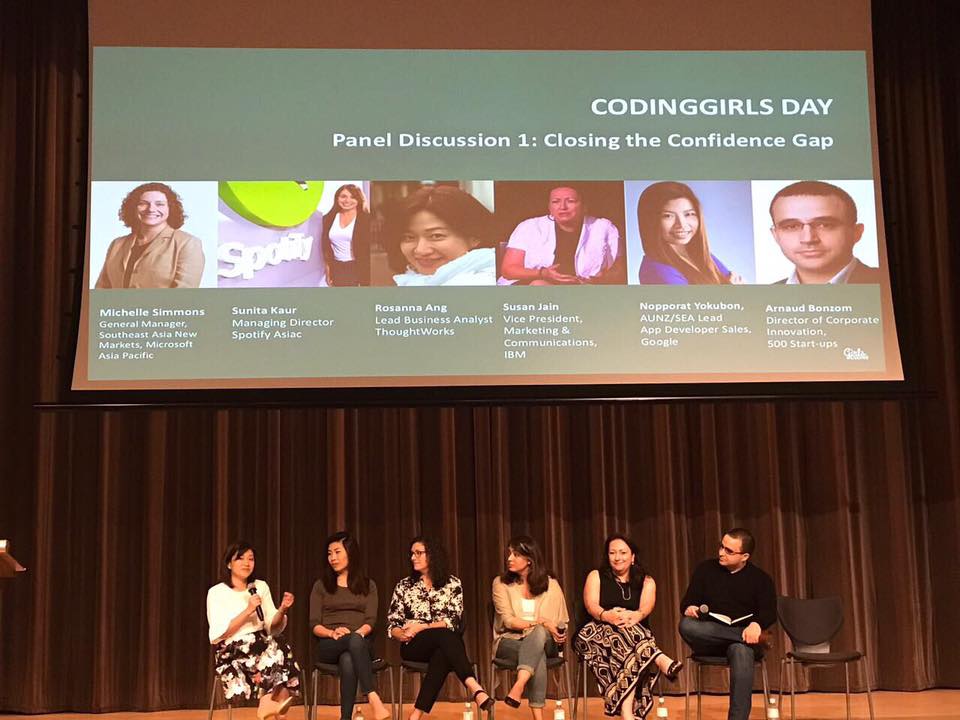 CODINGGIRLS DAY
Panel Discussion 1: Closing the Confidence Gap
Spotify
Michelle Simmons
General Manager,
Southeast Asia New
Markets, Microsoft
Asia Pacific
Sunita Kaur
Managing Director
Spotify Asiac
Rosanna Ang
Lead Business Analyst
ThoughtWorks
Susan Jain
Vice President,
Marketing &
Communications,
IBM
Nopporat Yokubon,
AUNZ/SEA Lead
App Developer Sales,
Google
Arnaud Bonzom
Director of Corporate
Innovation,
500 Start-ups
Girls